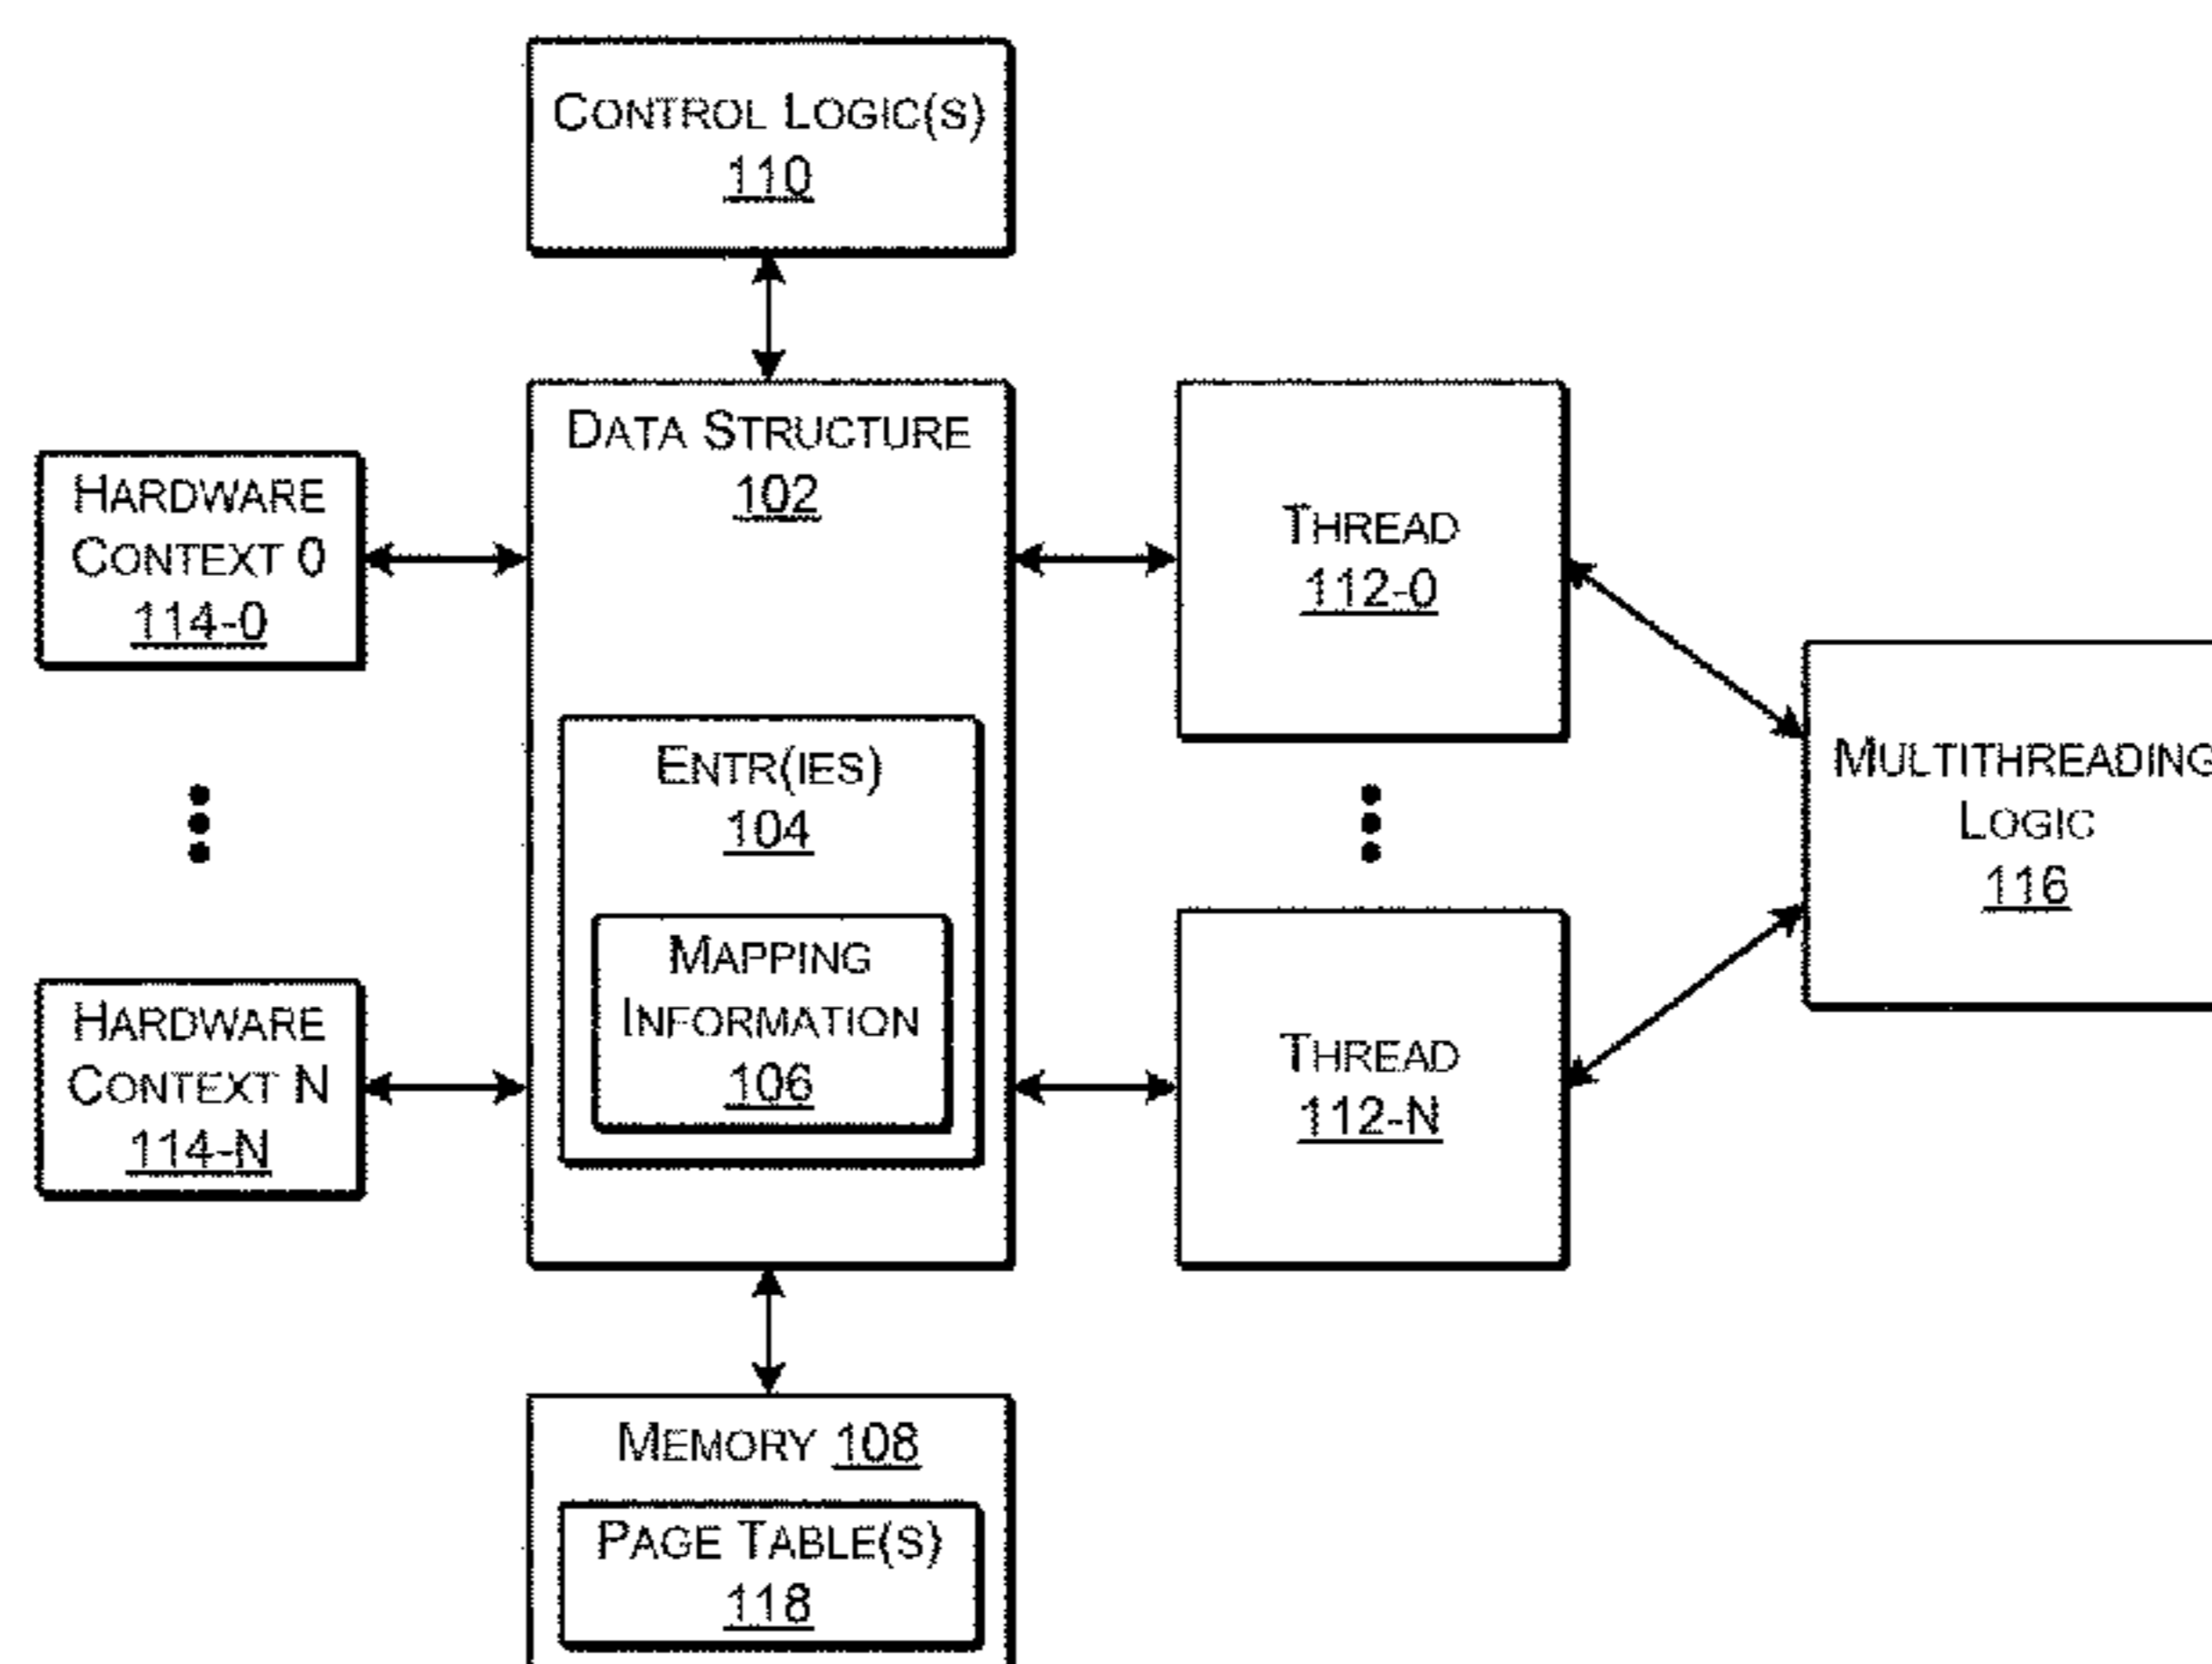 CONTROL LOGIC(S)
110
DATA STRUCTURE
102
HARDWARE
CONTEXT 0
114-0
THREAD
112-0
ENTR(IES)
104
MULTITHREADING
LOGIC
116
MAPPING
INFORMATION
106
HARDWARE
CONTEXT N
114-N
THREAD
112-N
MEMORY 108
PAGE TABLE(S)
118